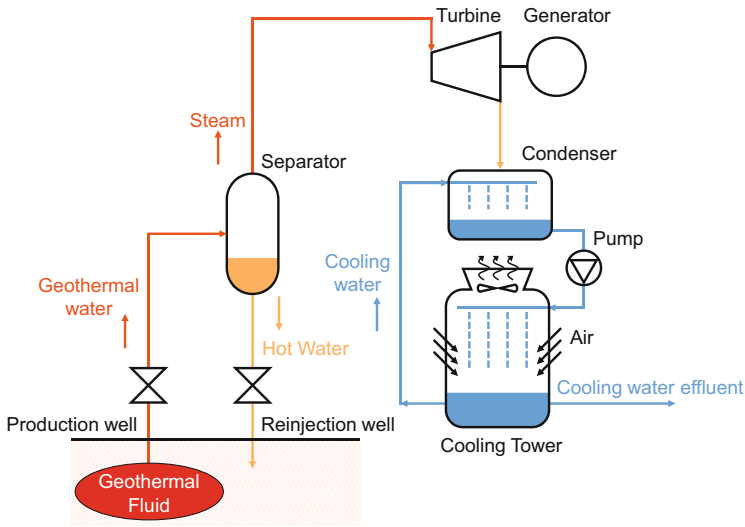 Turbine
Generator
Steam
Separator
Condenser
Pump
Geothermal
water
Cooling
water
Hot Water
Air
Cooling water effluent
Production well
Reinjection well
Cooling Tower
Geothermal
Fluid